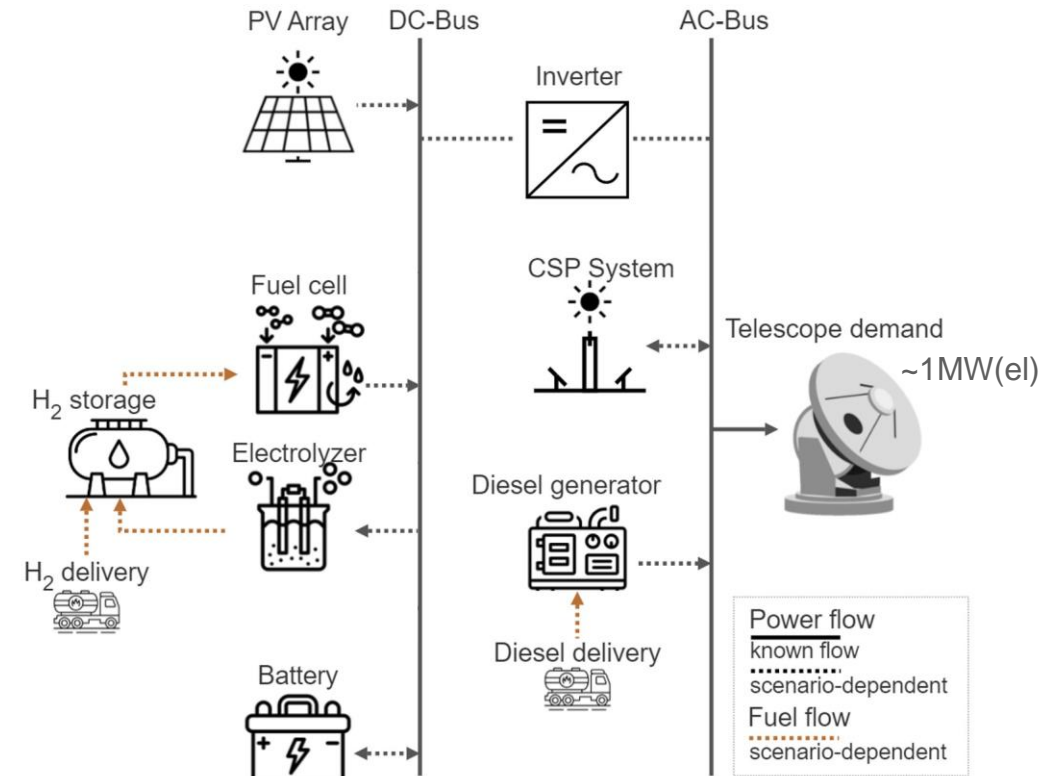 PV Array
DC-Bus
AC-Bus
Inverter
CSP System
Fuel cell
Telescope demand
~1MW(el)
H₂ storage
Electrolyzer
Diesel generator
H₂ delivery
Diesel delivery
Battery
Power flow
known flow
scenario-dependent
Fuel flow
scenario-dependent